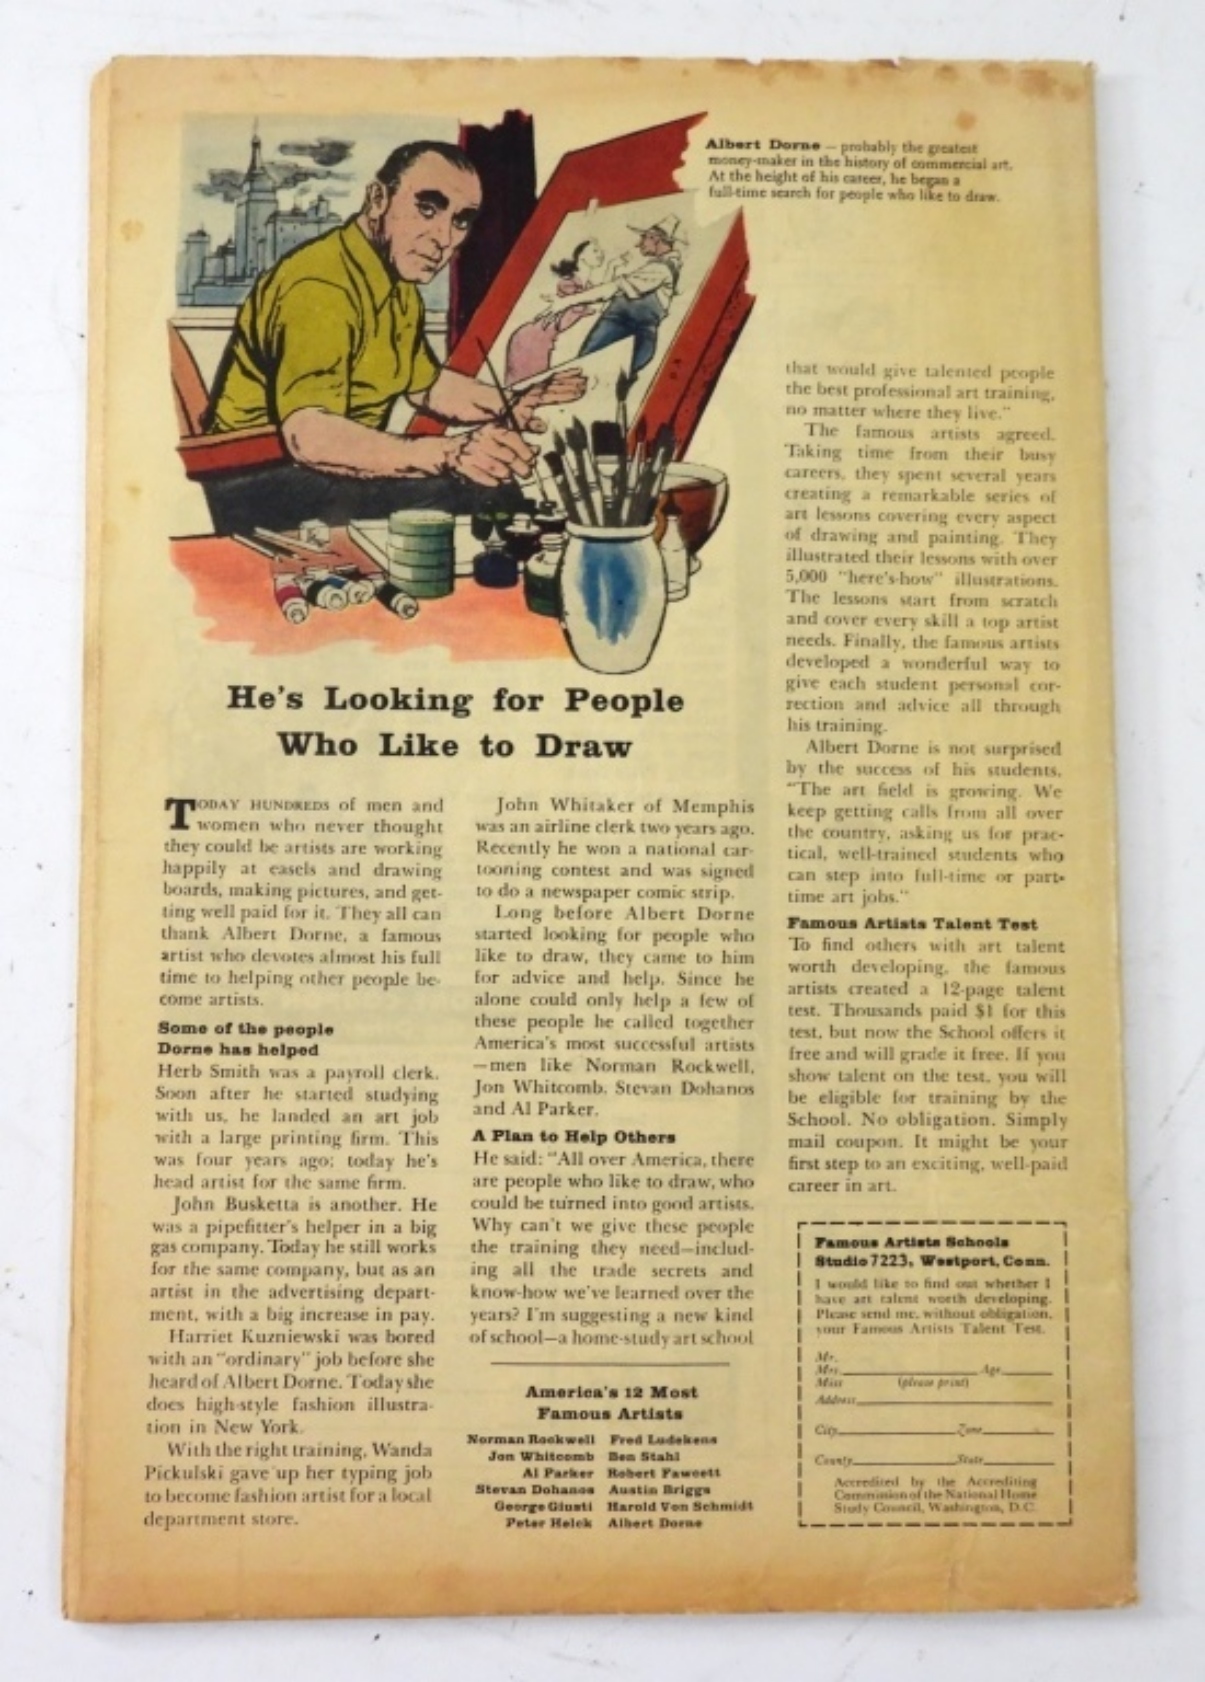 Albert Dorne – probably the greatest
money-maker in the history of commercial art.
At the height of his career, he began a
full-time search for people who like to draw.
He's Looking for People
Who Like to Draw
TODAY HUNDREDS of men and
women who never thought
they could be artists are working
happily at easels and drawing
boards, making pictures, and get-
ting well paid for it. They all can
thank Albert Dorne, a famous
artist who devotes almost his full
time to helping other people be-
come artists.
Some of the people
Dorne has helped
Herb Smith was a payroll clerk.
Soon after he started studying
with us, he landed an art job
with a large printing firm. This
was four years ago; today he's
head artist for the same firm.
John Busketta is another. He
was a pipefitter's helper in a big
gas company. Today he still works
for the same company, but as an
artist in the advertising depart-
ment, with a big increase in pay.
Harriet Kuzniewski was bored
with an "ordinary" job before she
heard of Albert Dorne. Today she
does high-style fashion illustra-
tion in New York.
With the right training, Wanda
Pickulski gave up her typing job
to become fashion artist for a local
department store.
John Whitaker of Memphis
was an airline clerk two years ago.
Recently he won a national car-
tooning contest and was signed
to do a newspaper comic strip.
Long before Albert Dorne
started looking for people who
like to draw, they came to him
for advice and help. Since he
alone could only help a few of
these people he called together
America's most successful artists
—men like Norman Rockwell,
Jon Whitcomb, Stevan Dohanos
and Al Parker.
A Plan to Help Others
He said: "All over America, there
are people who like to draw, who
could be turned into good artists.
Why can't we give these people
the training they need—includ-
ing all the trade secrets and
know-how we've learned over the
years? I'm suggesting a new kind
of school—a home-study art school
America's 12 Most
Famous Artists
Norman Rockwell Fred Ludekens
Jon Whitcomb Ben Stahl
Al Parker Robert Fawcett
Stevan Dohanos Austin Briggs
George Giusti Harold Von Schmidt
Peter Helck Albert Dorne
that would give talented people
the best professional art training,
no matter where they live."
The famous artists agreed.
Taking time from their busy
careers, they spent several years
creating a remarkable series of
art lessons covering every aspect
of drawing and painting. They
illustrated their lessons with over
5,000 "here's-how" illustrations.
The lessons start from scratch
and cover every skill a top artist
needs. Finally, the famous artists
developed a wonderful way to
give each student personal cor-
rection and advice all through
his training.
Albert Dorne is not surprised
by the success of his students.
"The art field is growing. We
keep getting calls from all over
the country, asking us for prac-
tical, well-trained students who
can step into full-time or part-
time art jobs."
Famous Artists Talent Test
To find others with art talent
worth developing, the famous
artists created a 12-page talent
test. Thousands paid $1 for this
test, but now the School offers it
free and will grade it free. If you
show talent on the test, you will
be eligible for training by the
School. No obligation. Simply
mail coupon. It might be your
first step to an exciting, well-paid
career in art.
Famous Artists Schools
Studio 7223, Westport, Conn.
I would like to find out whether I
have art talent worth developing.
Please send me, without obligation,
your Famous Artists Talent Test.
Mr.
Mrs. Age
Miss (please print)
Address
City Zone
County State
Accredited by the Accrediting
Commission of the National Home
Study Council, Washington, D.C.